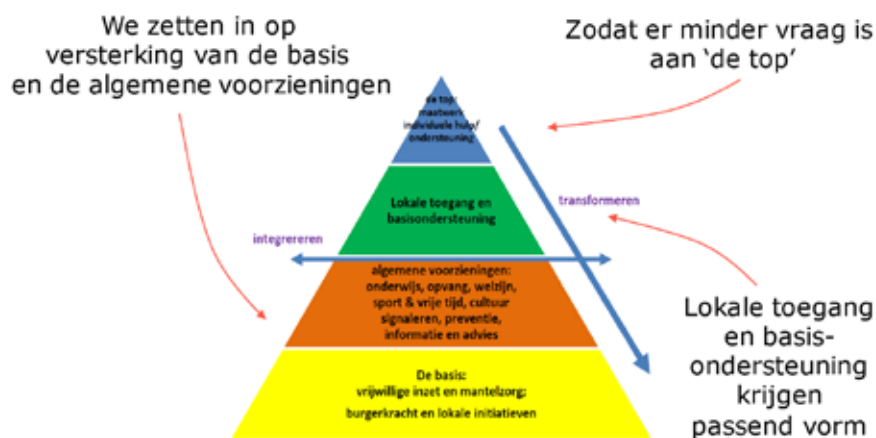 We zetten in op
versterking van de basis
en de algemene voorzieningen
Zodat er minder vraag is
aan ‘de top’
de top:
maatwerk
individuele hulp/
ondersteuning
Lokale toegang en
basisondersteuning
transformeren
integrereren
algemene voorzieningen:
onderwijs, opvang, welzijn,
sport & vrije tijd, cultuur
signaleren, preventie,
informatie en advies
Lokale toegang
en basis-
ondersteuning
krijgen
passend vorm
De basis:
vrijwillige inzet en mantelzorg:
burgerkracht en lokale initiatieven